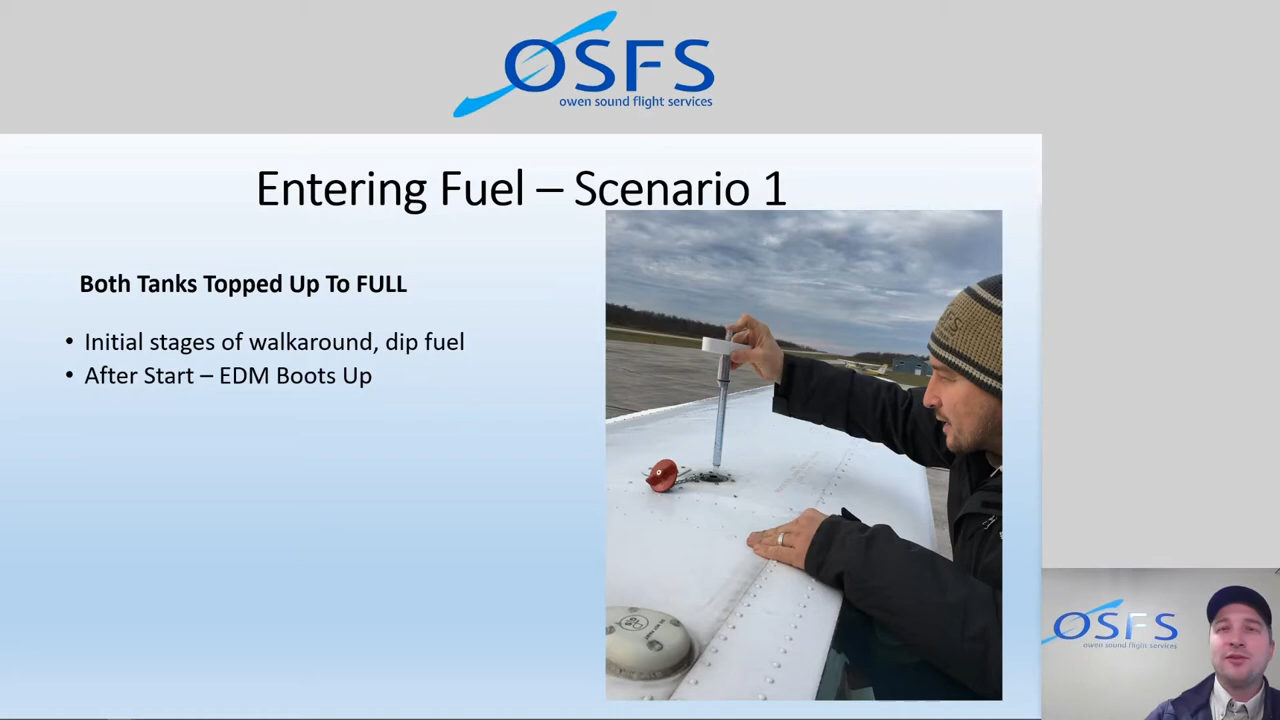 OSFS
owen sound flight services
Entering Fuel – Scenario 1
Both Tanks Topped Up To FULL
• Initial stages of walkaround, dip fuel
• After Start – EDM Boots Up
OSFS
OSFS
owen sound flight services